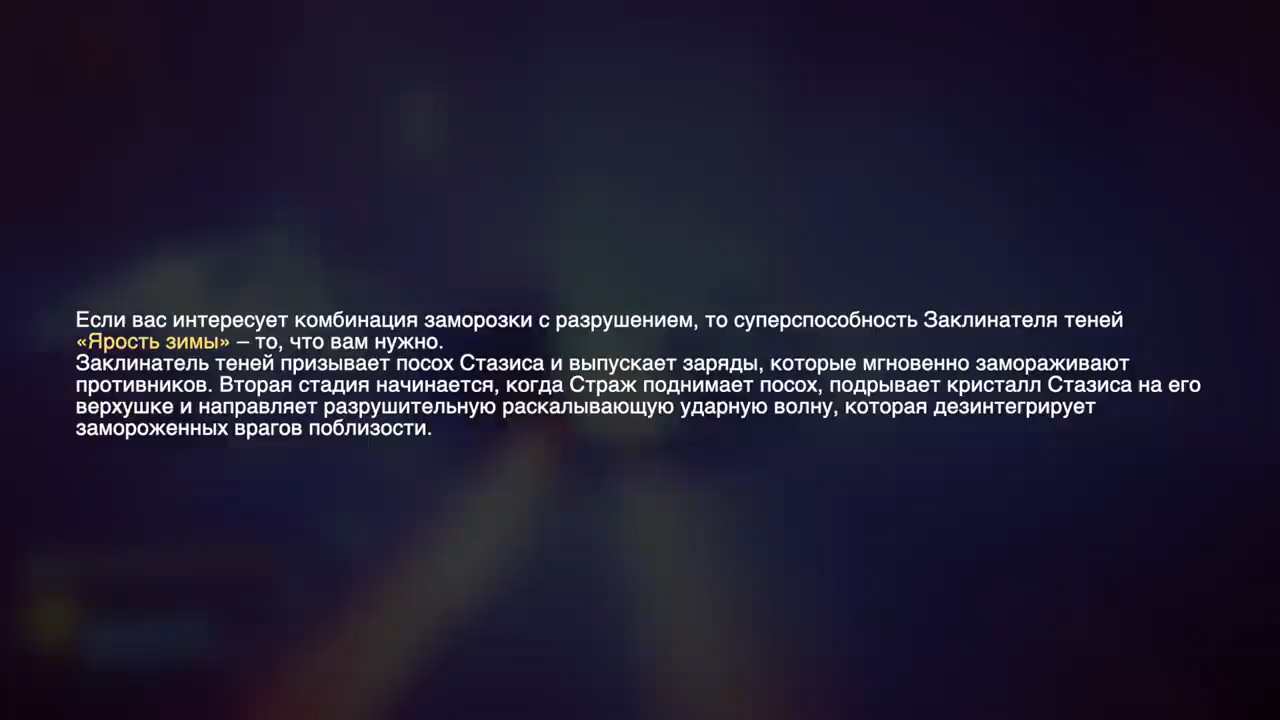 Если вас интересует комбинация заморозки с разрушением, то суперспособность Заклинателя теней
«Ярость зимы» – то, что вам нужно.
Заклинатель теней призывает посох Стазиса и выпускает заряды, которые мгновенно замораживают
противников. Вторая стадия начинается, когда Страж поднимает посох, подрывает кристалл Стазиса на его
верхушке и направляет разрушительную раскалывающую ударную волну, которая дезинтегрирует
замороженных врагов поблизости.